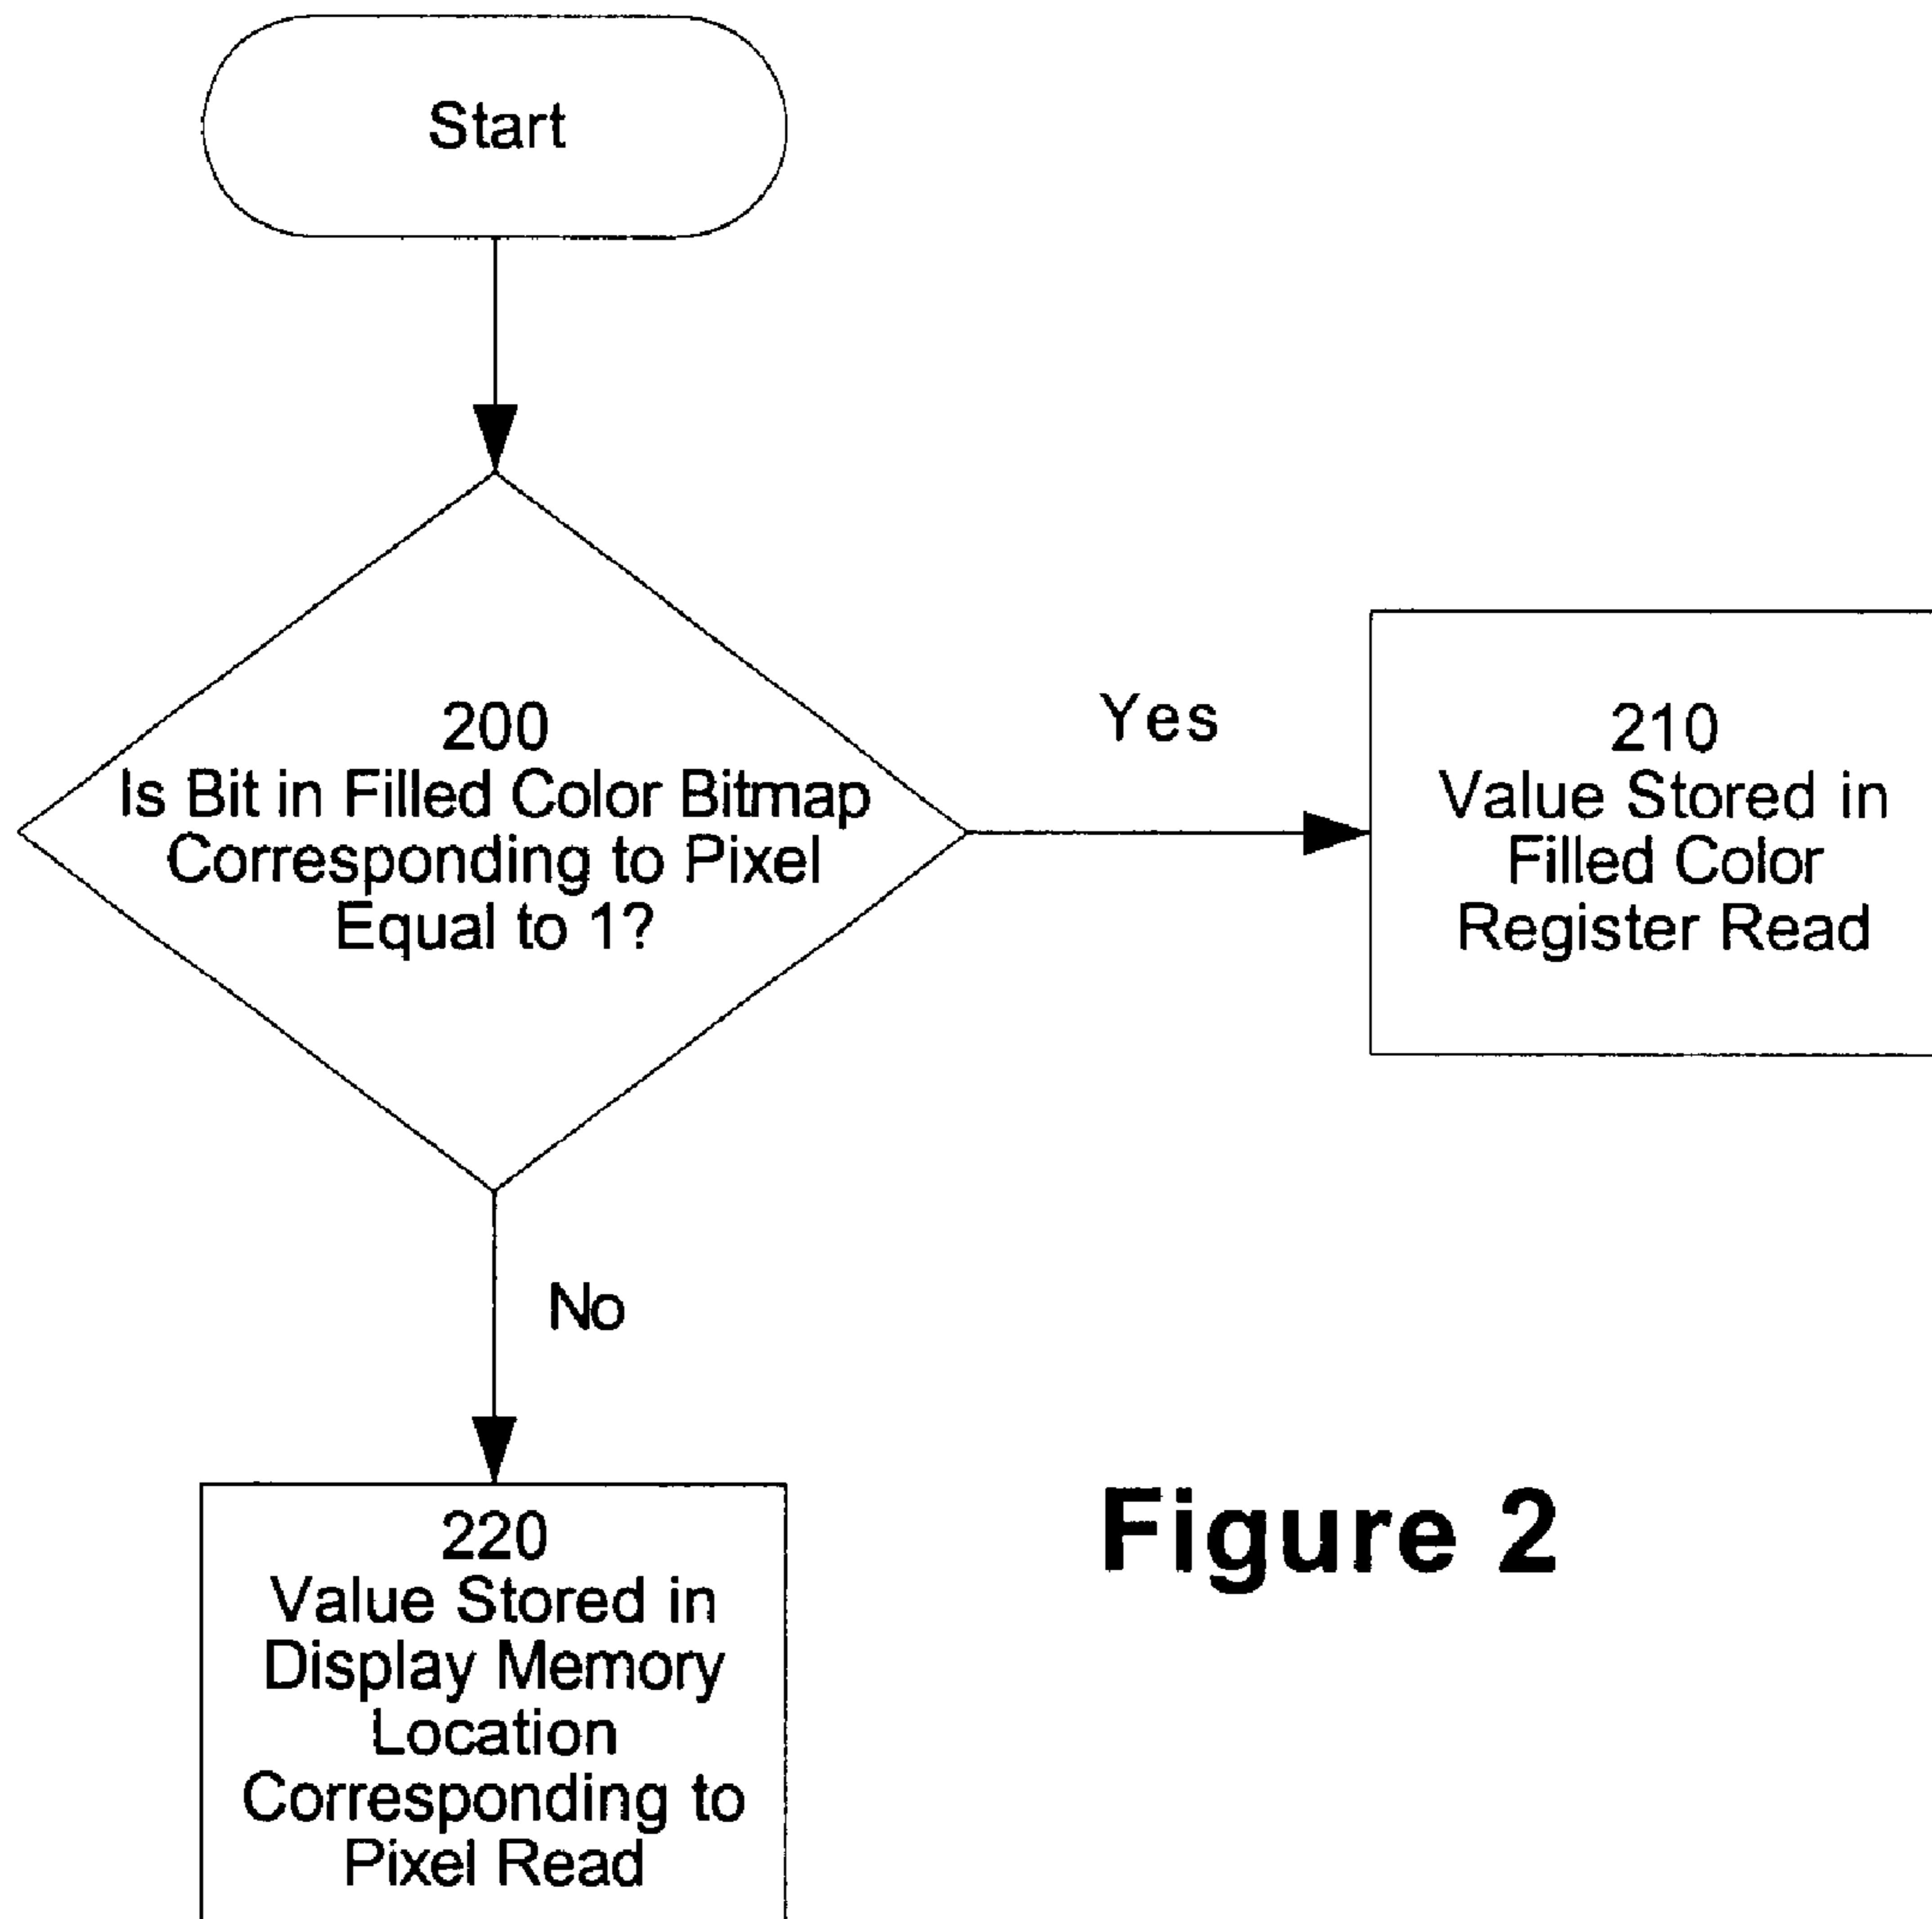 Start
200
Is Bit in Filled Color Bitmap
Corresponding to Pixel
Equal to 1?
Yes
210
Value Stored in
Filled Color
Register Read
No
220
Value Stored in
Display Memory
Location
Corresponding to
Pixel Read
Figure 2